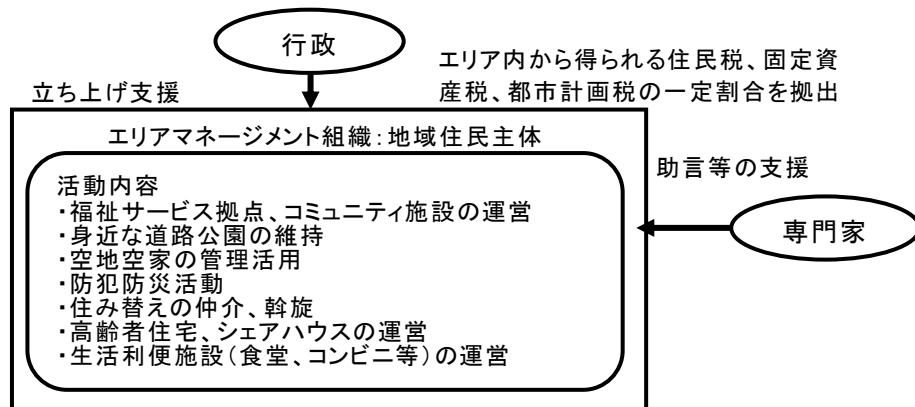 行政
エリア内から得られる住民税、固定資
産税、都市計画税の一定割合を拠出
立ち上げ支援
エリアマネージメント組織：地域住民主体
助言等の支援
専門家
活動内容
・福祉サービス拠点、コミュニティ施設の運営
・身近な道路公園の維持
・空地空家の管理活用
・防犯防災活動
・住み替えの仲介、斡旋
・高齢者住宅、シェアハウスの運営
・生活利便施設（食堂、コンビニ等）の運営